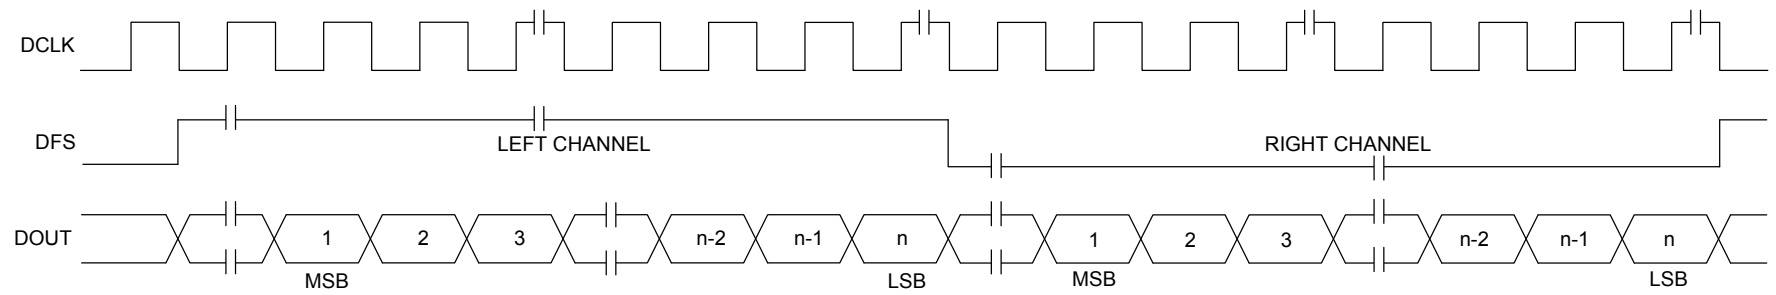 DCLK
DFS
LEFT CHANNEL
RIGHT CHANNEL
DOUT
1 2 3 n-2 n-1 n 1 2 3 n-2 n-1 n
MSB LSB MSB LSB